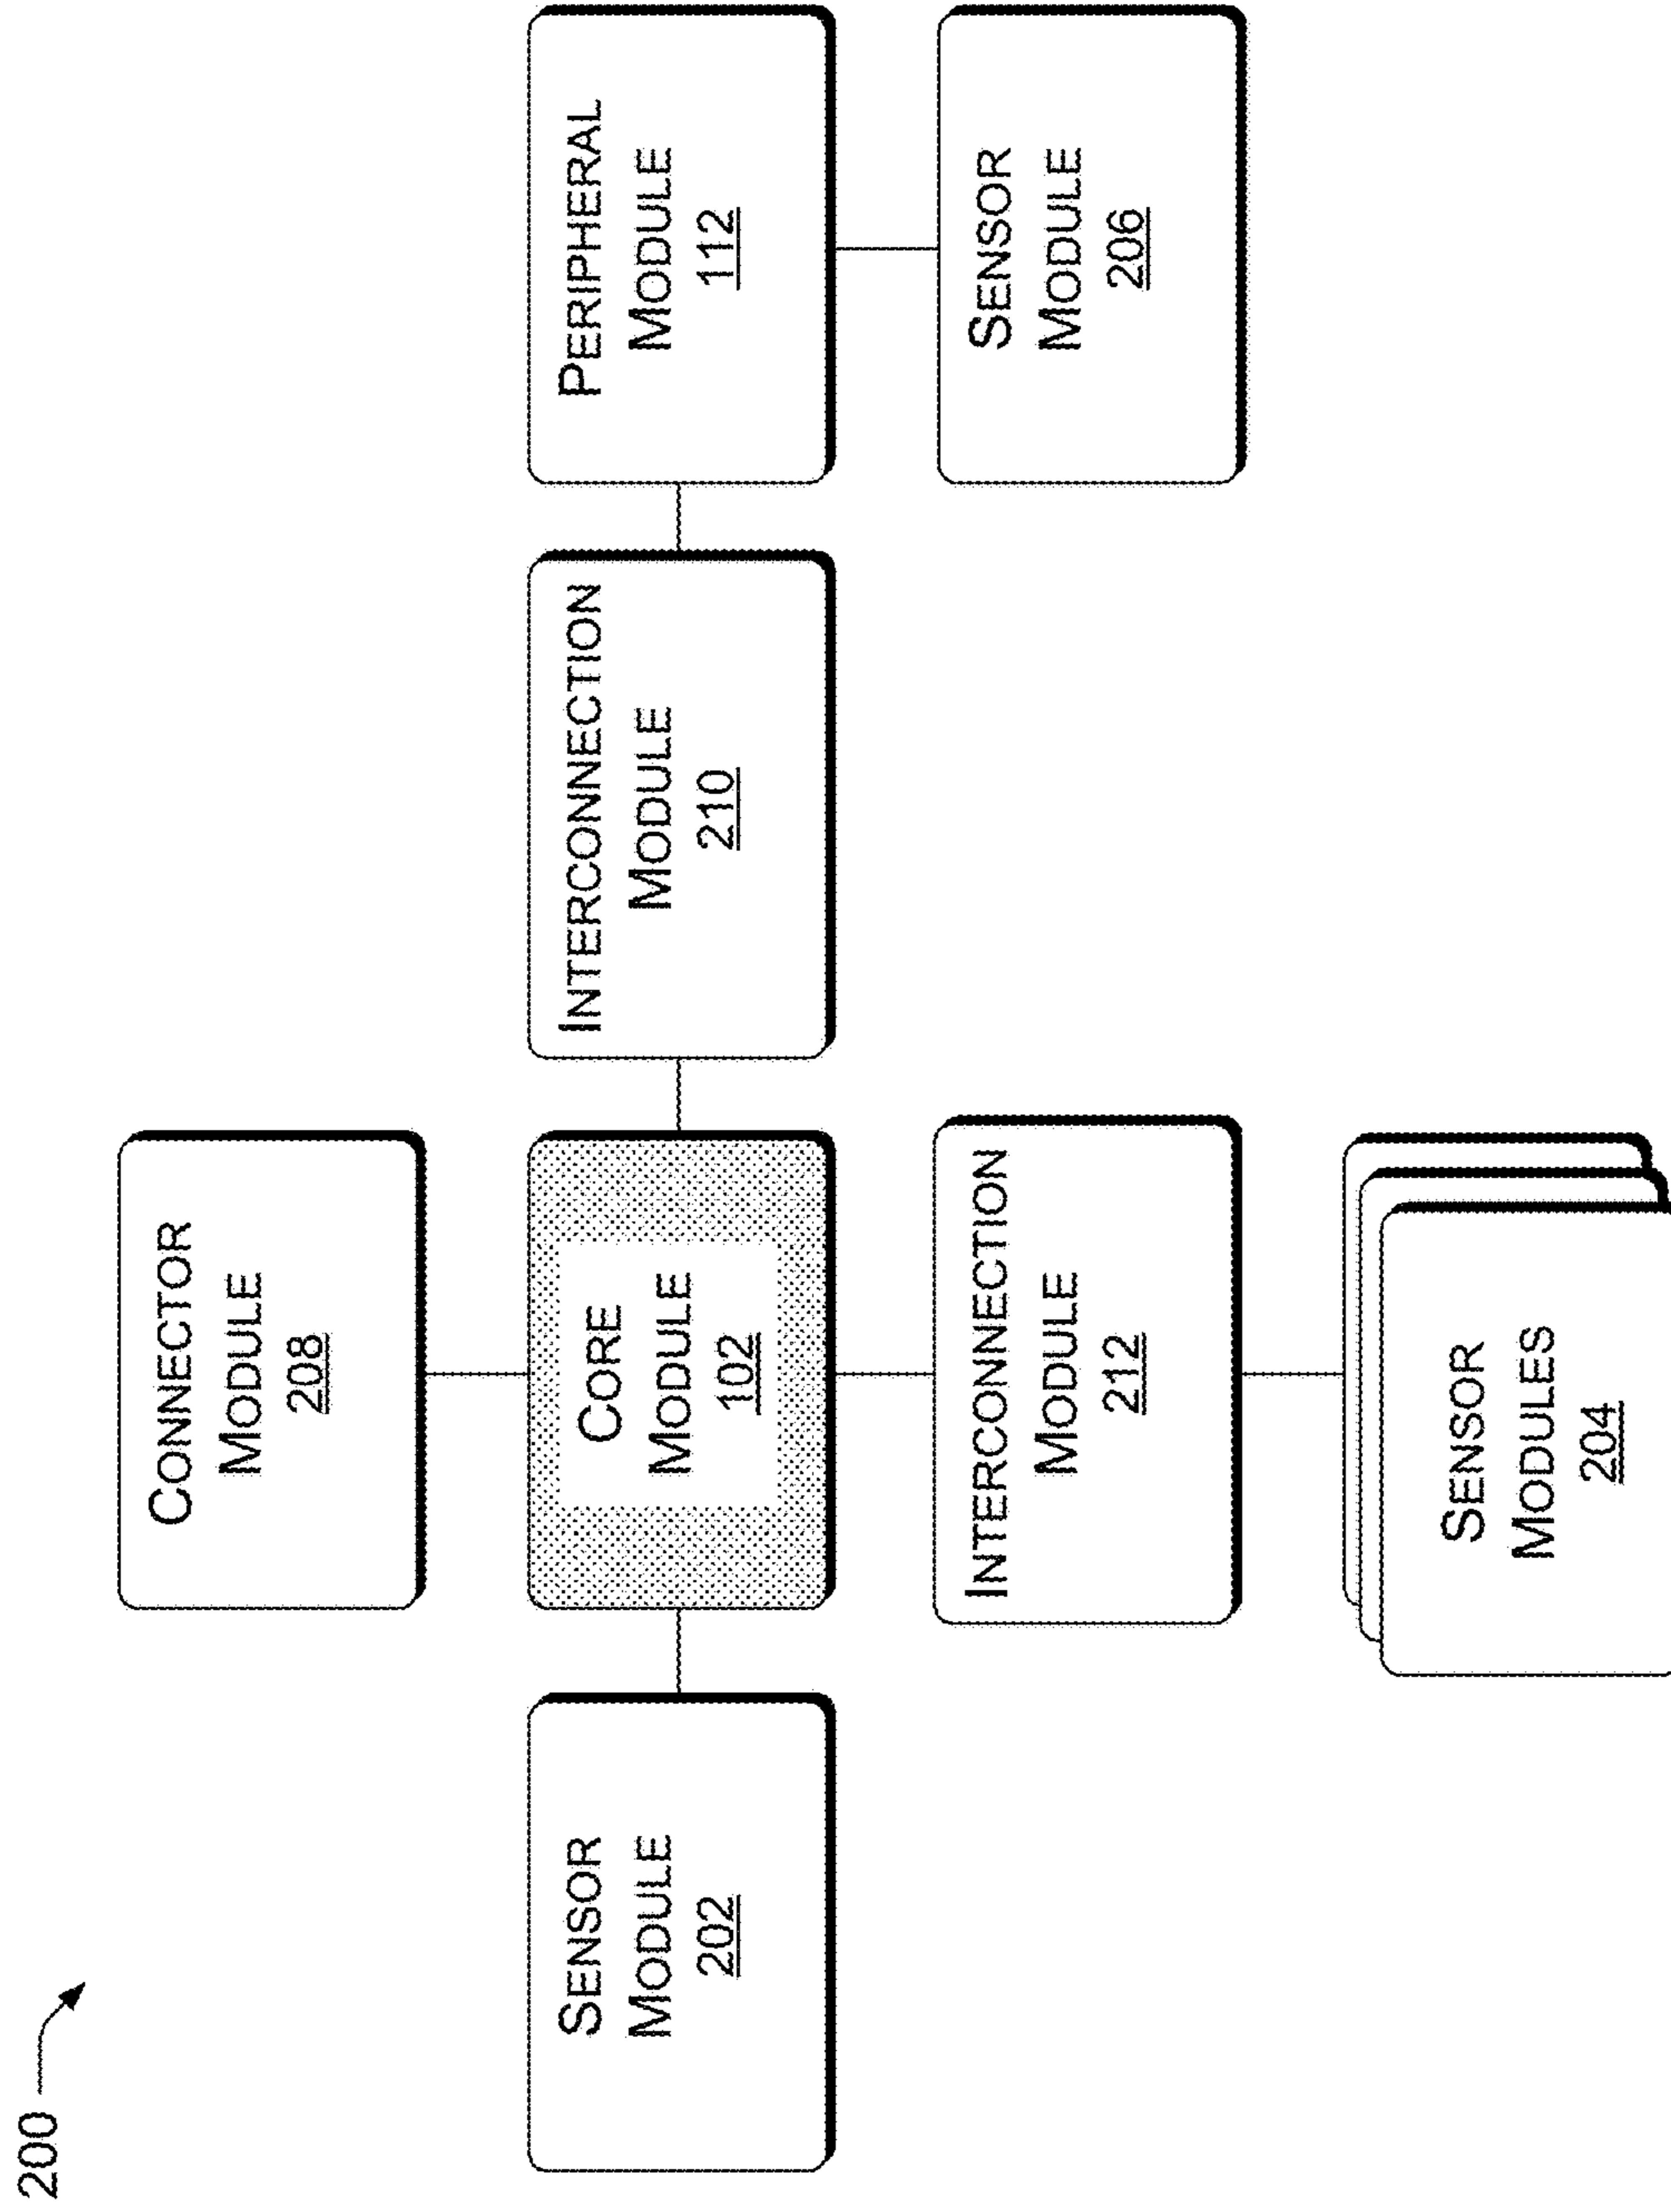 200
CONNECTOR
MODULE
208
SENSOR
MODULE
202
CORE
MODULE
102
INTERCONNECTION
MODULE
210
PERIPHERAL
MODULE
112
INTERCONNECTION
MODULE
212
SENSOR
MODULE
206
SENSOR
MODULES
204